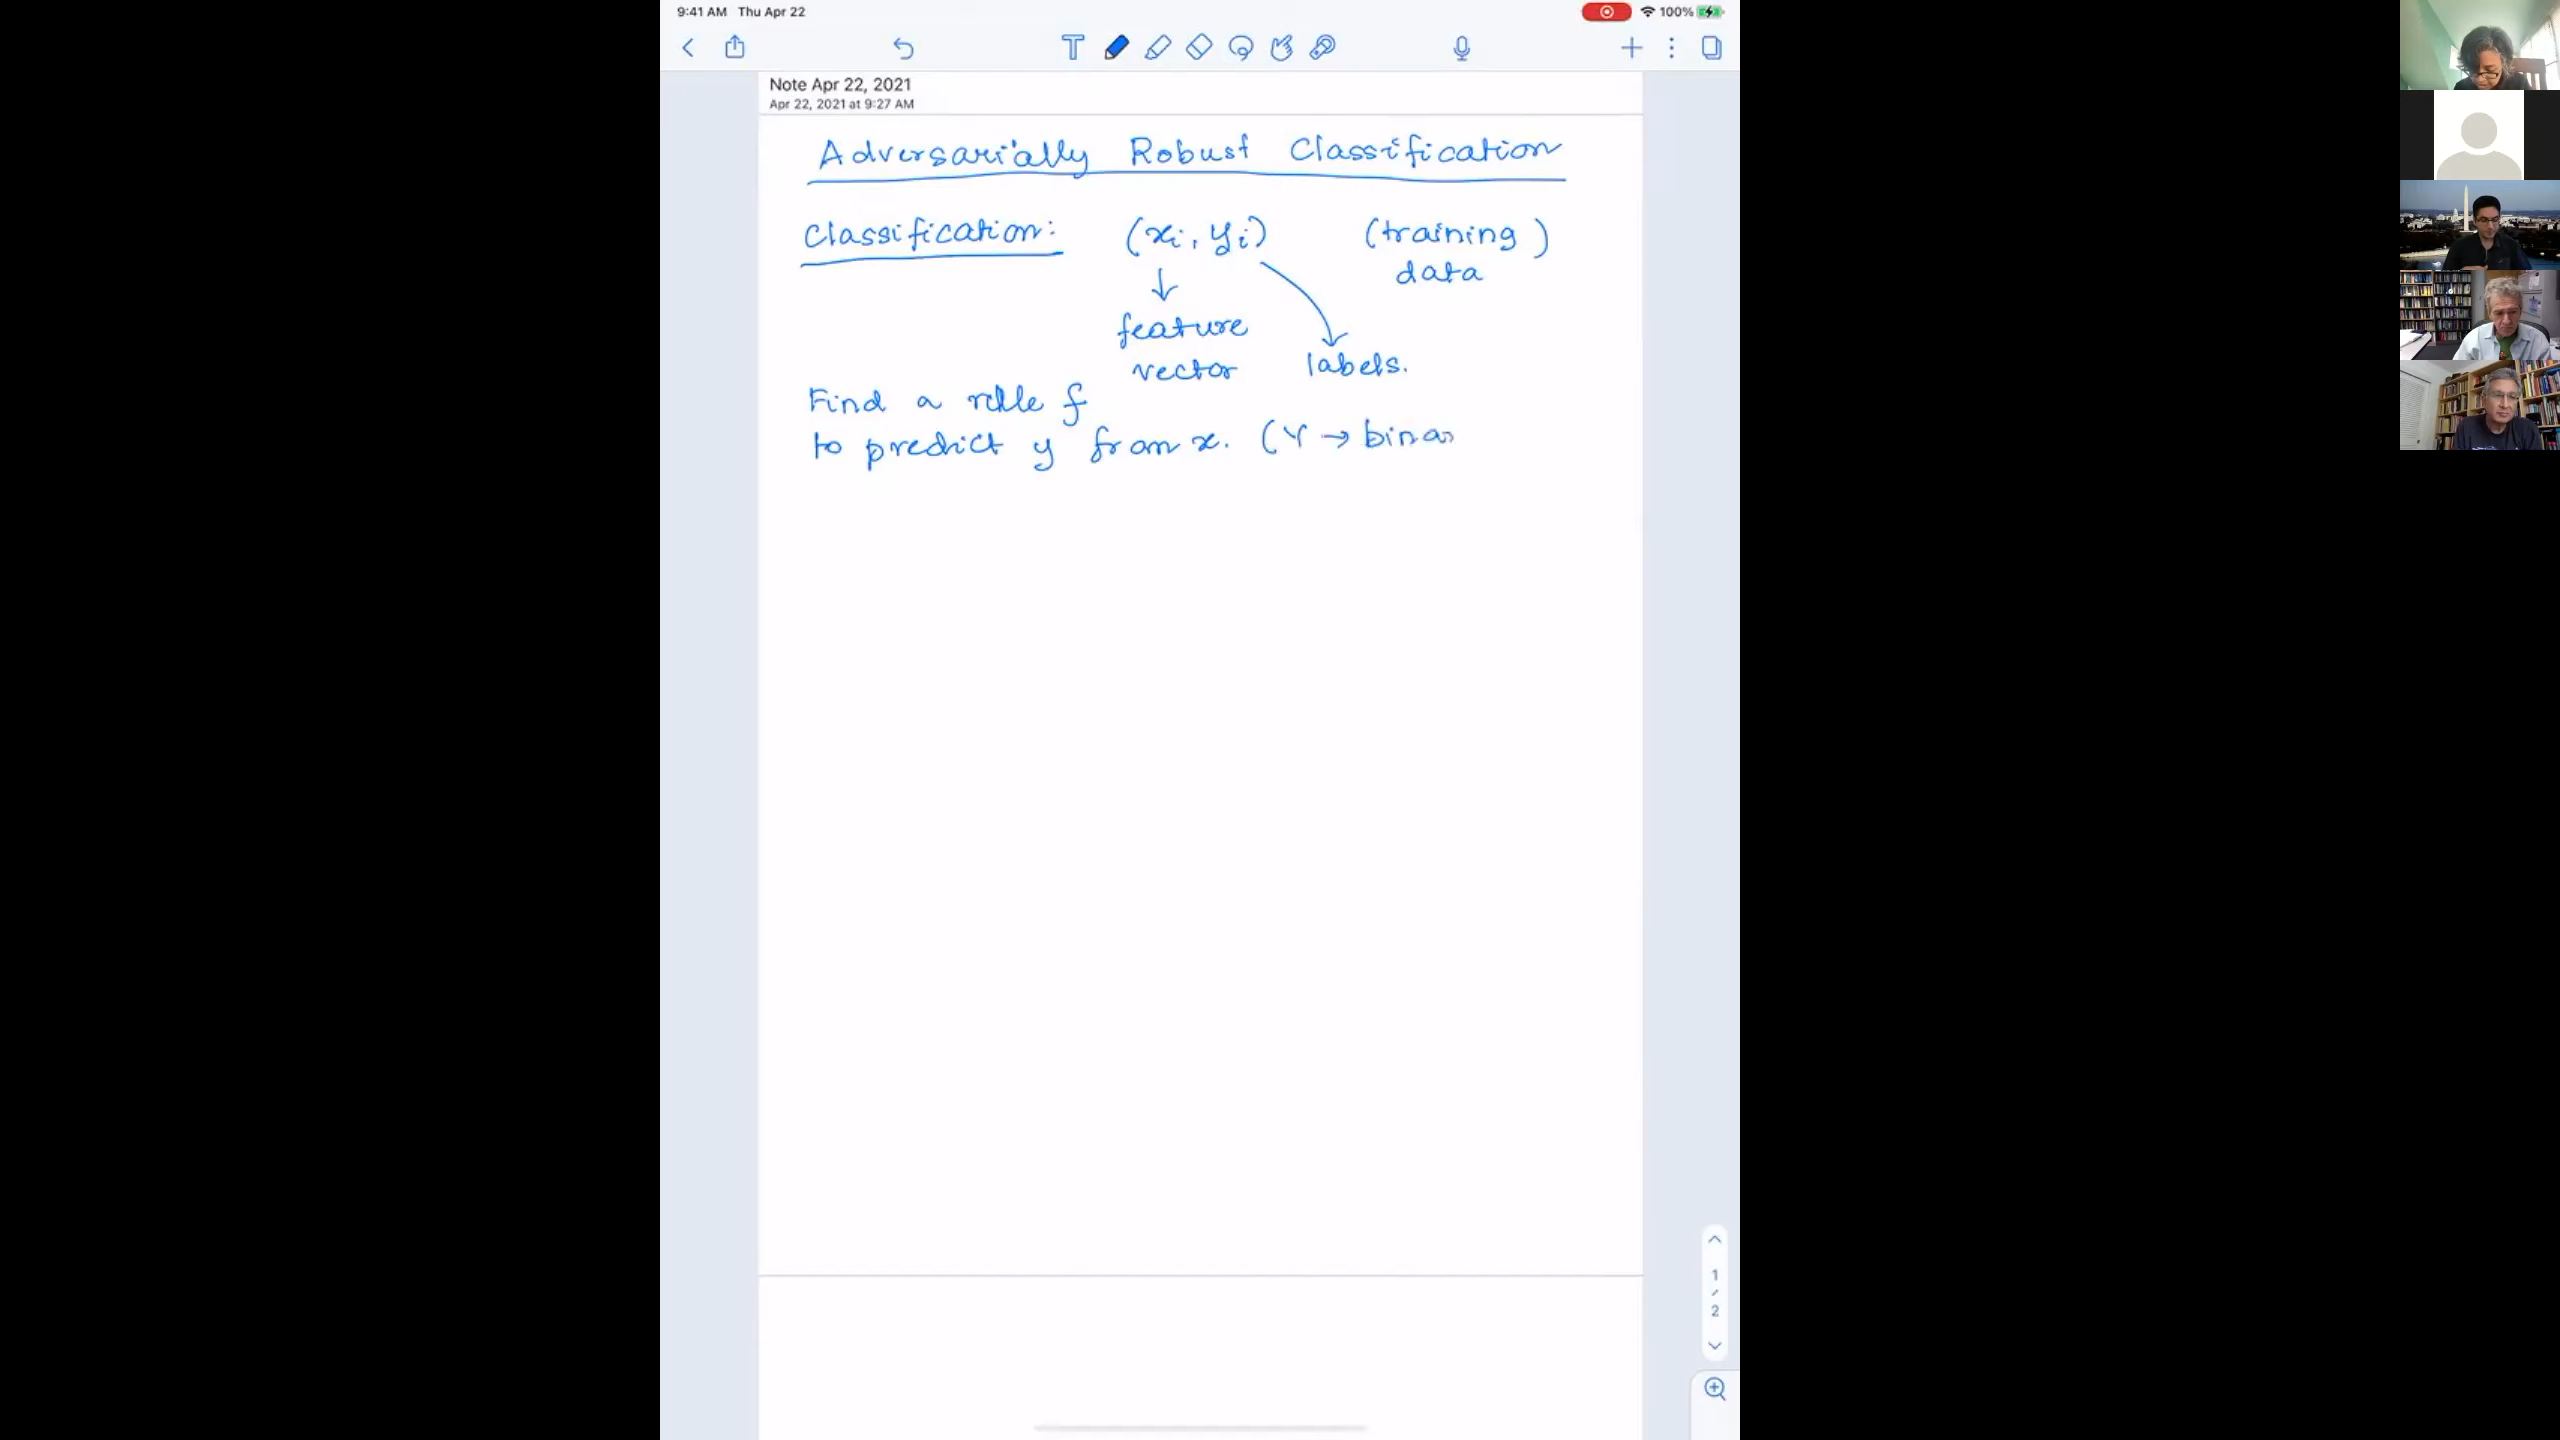 9:41 AM Thu Apr 22
100%
Note Apr 22, 2021
Apr 22, 2021 at 9:27 AM
Adversarially Robust Classification
Classification: (xi, yi) (training)
data
feature
vector labels.
Find a rule f
to predict y from x. (Y → bina
1
/
2